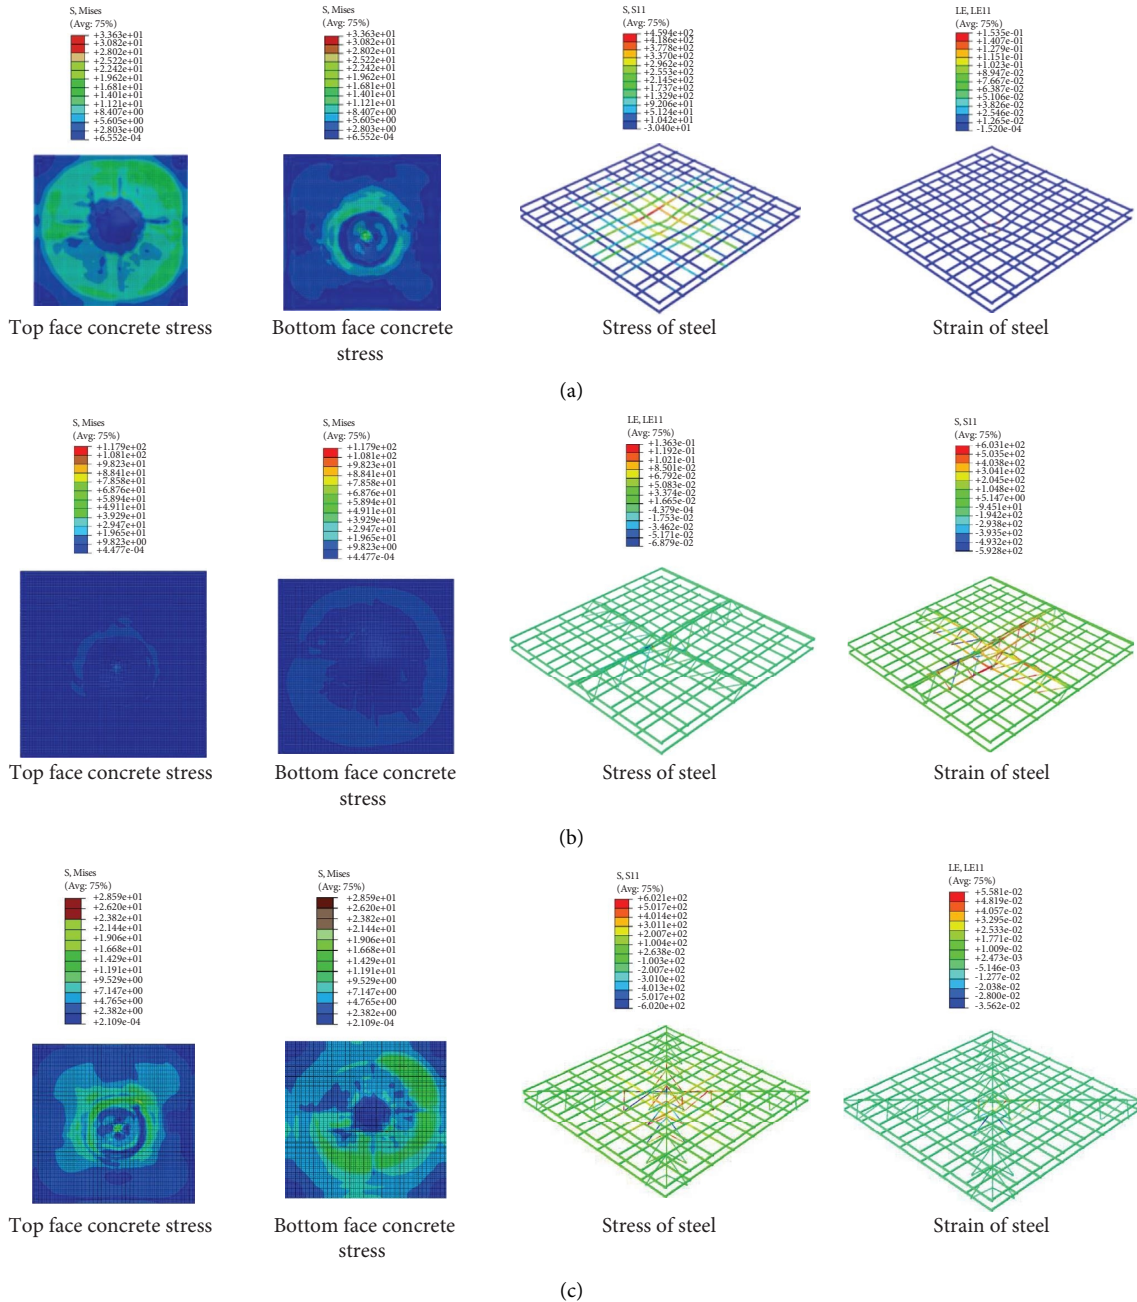 S, Mises
(Avg: 75%)
+3.363e+01
+3.082e+01
+2.802e+01
+2.522e+01
+2.242e+01
+1.962e+01
+1.681e+01
+1.401e+01
+1.121e+01
+8.407e+00
+5.605e+00
+2.803e+00
+6.552e-04
S, Mises
(Avg: 75%)
+3.363e+01
+3.082e+01
+2.802e+01
+2.522e+01
+2.242e+01
+1.962e+01
+1.681e+01
+1.401e+01
+1.121e+01
+8.407e+00
+5.605e+00
+2.803e+00
+6.552e-04
S, S11
(Avg: 75%)
+4.594e+02
+4.186e+02
+3.778e+02
+3.370e+02
+2.962e+02
+2.553e+02
+2.145e+02
+1.737e+02
+1.329e+02
+9.206e+01
+5.124e+01
+1.042e+01
-3.040e+01
LE, LE11
(Avg: 75%)
+1.535e-01
+1.407e-01
+1.279e-01
+1.151e-01
+1.023e-01
+8.947e-02
+7.667e-02
+6.387e-02
+5.106e-02
+3.826e-02
+2.546e-02
+1.265e-02
-1.520e-04
Top face concrete stress
Bottom face concrete
stress
Stress of steel
Strain of steel
(a)
S, Mises
(Avg: 75%)
+1.179e+02
+1.081e+02
+9.823e+01
+8.841e+01
+7.858e+01
+6.876e+01
+5.894e+01
+4.911e+01
+3.929e+01
+2.947e+01
+1.965e+01
+9.823e+00
+4.477e-04
S, Mises
(Avg: 75%)
+1.179e+02
+1.081e+02
+9.823e+01
+8.841e+01
+7.858e+01
+6.876e+01
+5.894e+01
+4.911e+01
+3.929e+01
+2.947e+01
+1.965e+01
+9.823e+00
+4.477e-04
LE, LE11
(Avg: 75%)
+1.363e-01
+1.192e-01
+1.021e-01
+8.501e-02
+6.792e-02
+5.083e-02
+3.374e-02
+1.665e-02
-4.379e-04
-1.753e-02
-3.462e-02
-5.171e-02
-6.879e-02
S, S11
(Avg: 75%)
+6.031e+02
+5.035e+02
+4.038e+02
+3.041e+02
+2.045e+02
+1.048e+02
+5.147e+00
-9.451e+01
-1.942e+02
-2.938e+02
-3.935e+02
-4.932e+02
-5.928e+02
Top face concrete stress
Bottom face concrete
stress
Stress of steel
Strain of steel
(b)
S, Mises
(Avg: 75%)
+2.859e+01
+2.620e+01
+2.382e+01
+2.144e+01
+1.906e+01
+1.668e+01
+1.429e+01
+1.191e+01
+9.529e+00
+7.147e+00
+4.765e+00
+2.382e+00
+2.109e-04
S, Mises
(Avg: 75%)
+2.859e+01
+2.620e+01
+2.382e+01
+2.144e+01
+1.906e+01
+1.668e+01
+1.429e+01
+1.191e+01
+9.529e+00
+7.147e+00
+4.765e+00
+2.382e+00
+2.109e-04
S, S11
(Avg: 75%)
+6.021e+02
+5.017e+02
+4.014e+02
+3.011e+02
+2.007e+02
+1.004e+02
+2.638e-02
-1.003e+02
-2.007e+02
-3.010e+02
-4.013e+02
-5.017e+02
-6.020e+02
LE, LE11
(Avg: 75%)
+5.581e-02
+4.819e-02
+4.057e-02
+3.295e-02
+2.533e-02
+1.771e-02
+1.009e-02
+2.473e-03
-5.146e-03
-1.277e-02
-2.038e-02
-2.800e-02
-3.562e-02
Top face concrete stress
Bottom face concrete
stress
Stress of steel
Strain of steel
(c)